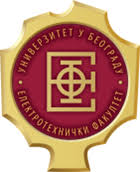 УНИВЕРЗИТЕТ У БЕОГРАДУ
ЕЛЕКТРОТЕХНИЧКИ ФАКУЛТЕТ